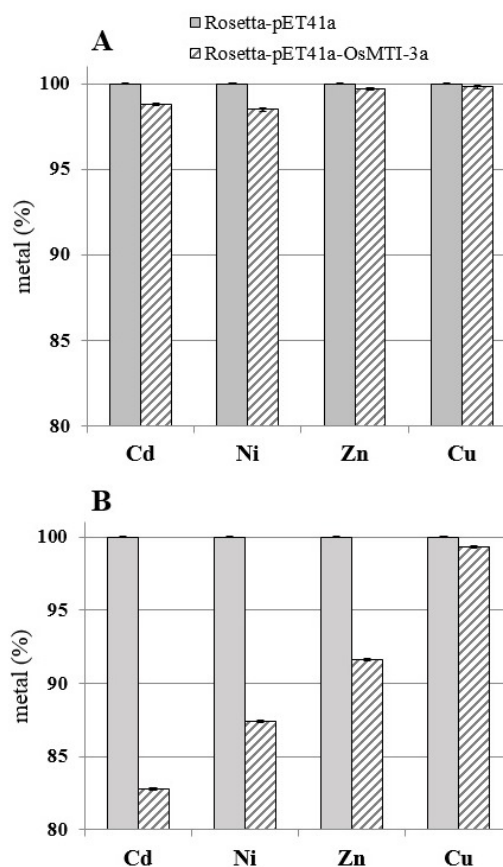 A
Rosetta-pET41a
Rosetta-pET41a-OsMTI-3a
metal (%)
100
95
90
85
80
Cd Ni Zn Cu
B
metal (%)
100
95
90
85
80
Cd Ni Zn Cu